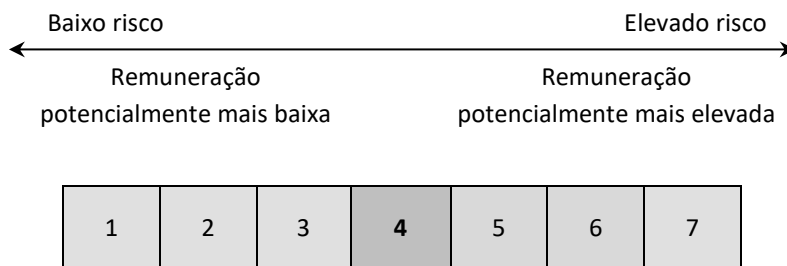 Baixo risco Elevado risco
Remuneração Remuneração
potencialmente mais baixa potencialmente mais elevada
1 2 3 4 5 6 7